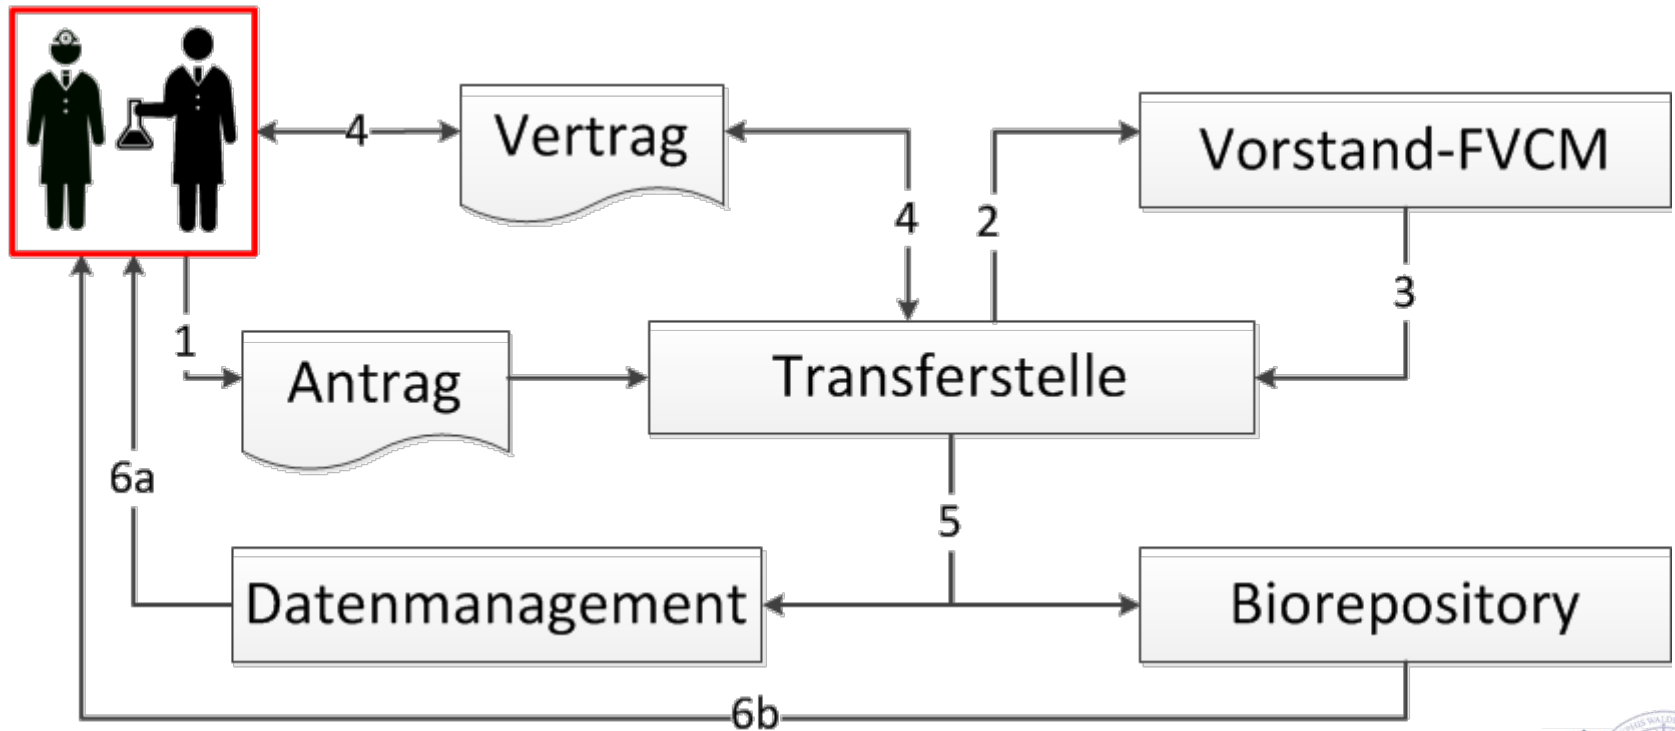 4
Vertrag
Vorstand-FVCM
4
2
3
1
Antrag
Transferstelle
6a
5
Datenmanagement
Biorepository
6b